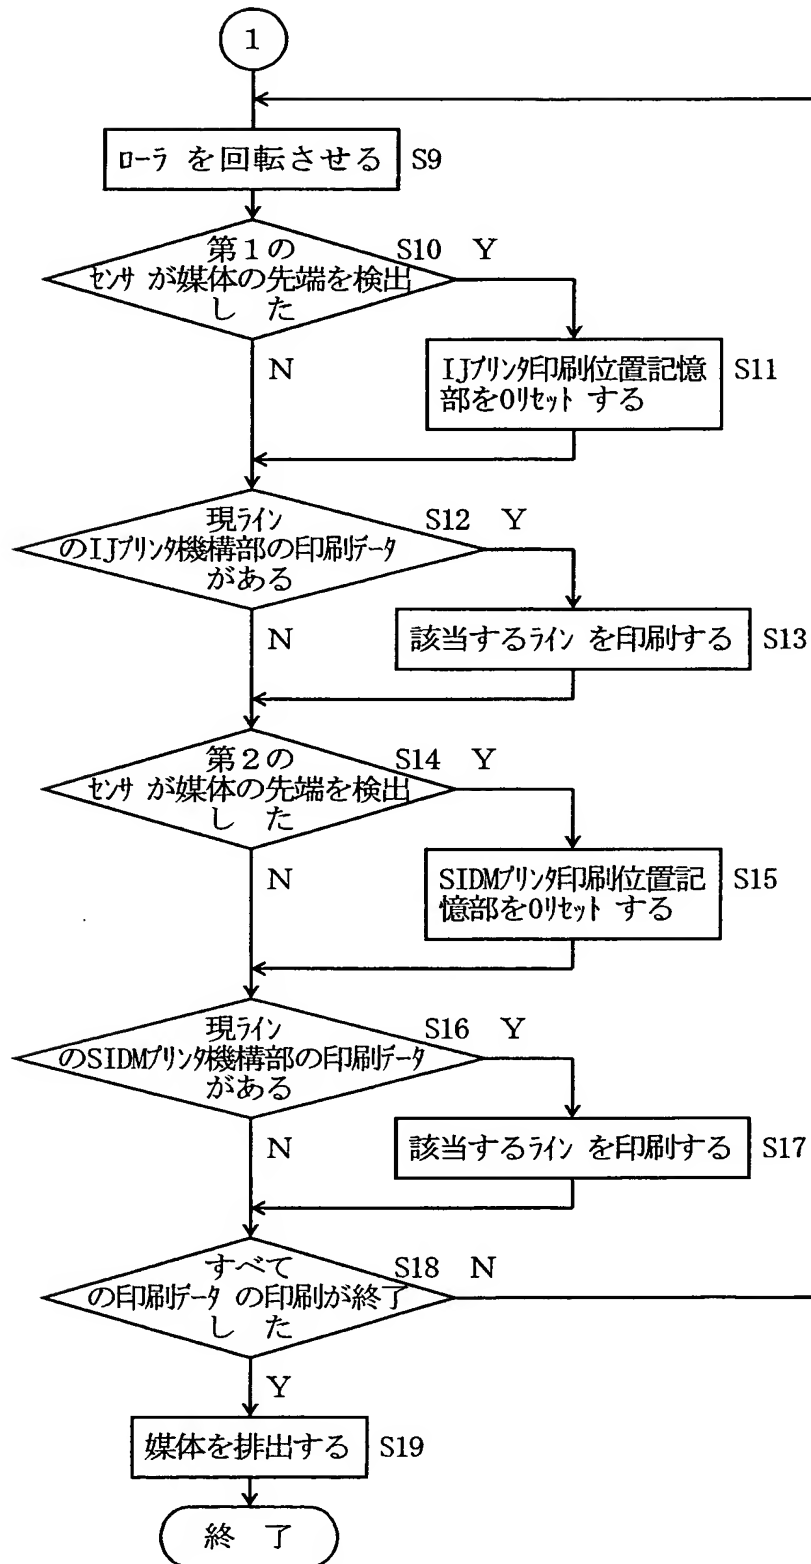 1
ﾛｰﾗ を回転させる S9
第1の S10 Y
ｾﾝｻ が媒体の先端を検出
し た
N
IJﾌﾟﾘﾝﾀ印刷位置記憶 S11
部を0ﾘｾｯﾄ する
現ﾗｲﾝ S12 Y
のIJﾌﾟﾘﾝﾀ機構部の印刷ﾃﾞｰﾀ
がある
N
該当するﾗｲﾝ を印刷する S13
第2の S14 Y
ｾﾝｻ が媒体の先端を検出
し た
N
SIDMﾌﾟﾘﾝﾀ印刷位置記 S15
憶部を0ﾘｾｯﾄ する
現ﾗｲﾝ S16 Y
のSIDMﾌﾟﾘﾝﾀ機構部の印刷ﾃﾞｰﾀ
がある
N
該当するﾗｲﾝ を印刷する S17
すべて S18 N
の印刷ﾃﾞｰﾀ の印刷が終了
し た
Y
媒体を排出する S19
終 了